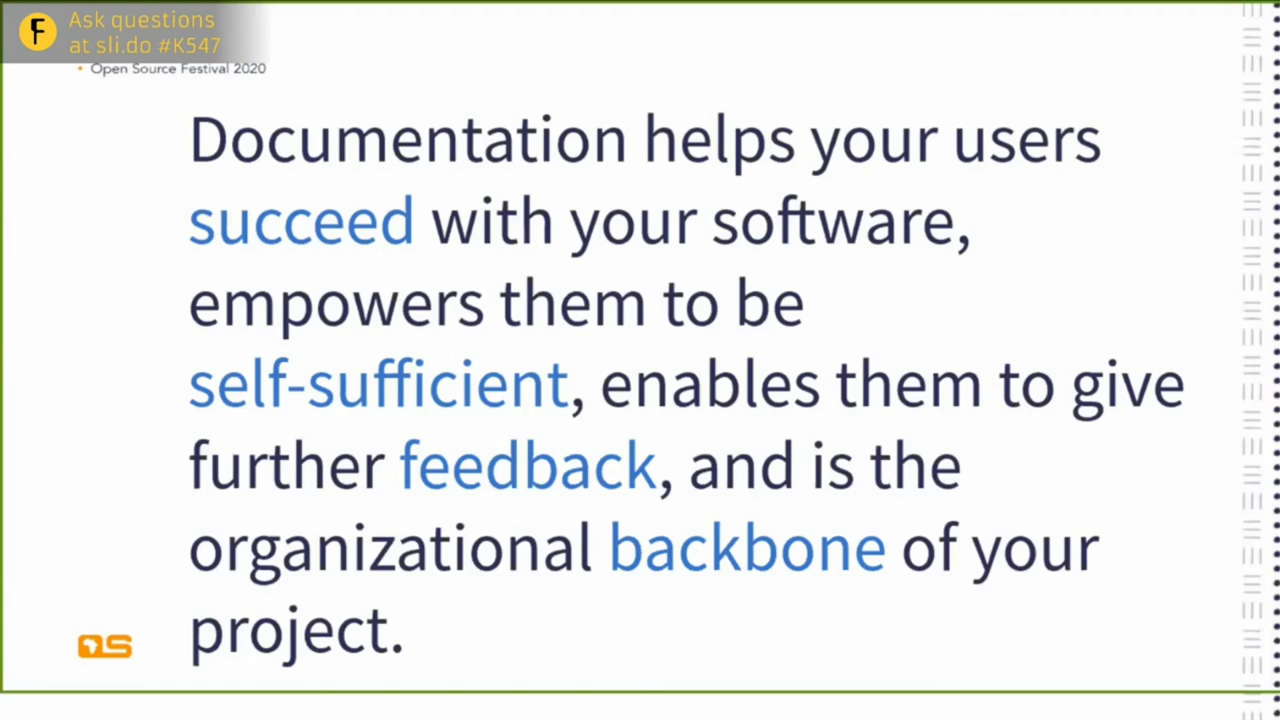 F
Ask questions
at sli.do #K547
• Open Source Festival 2020
Documentation helps your users
succeed with your software,
empowers them to be
self-sufficient, enables them to give
further feedback, and is the
organizational backbone of your
project.
OS